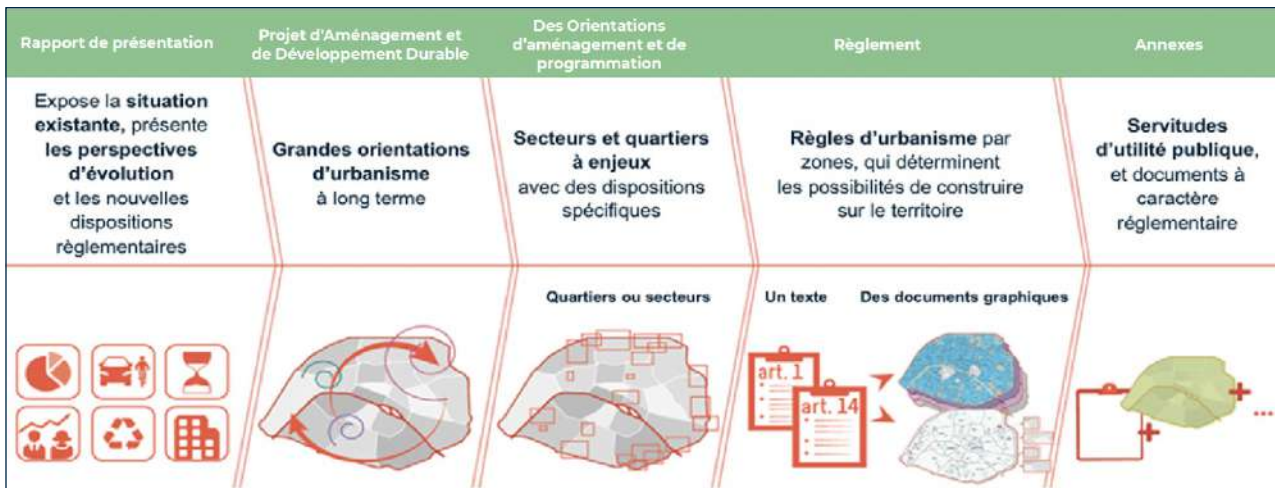 Rapport de présentation
Projet d'Aménagement et
de Développement Durable
Des Orientations
d'aménagement et de
programmation
Règlement
Annexes
Expose la situation
existante, présente
les perspectives
d'évolution
et les nouvelles
dispositions
règlementaires
Grandes orientations
d'urbanisme
à long terme
Secteurs et quartiers
à enjeux
avec des dispositions
spécifiques
Règles d'urbanisme par
zones, qui déterminent
les possibilités de construire
sur le territoire
Servitudes
d'utilité publique,
et documents à
caractère
réglementaire
Quartiers ou secteurs
Un texte
Des documents graphiques
art. 1
art. 14